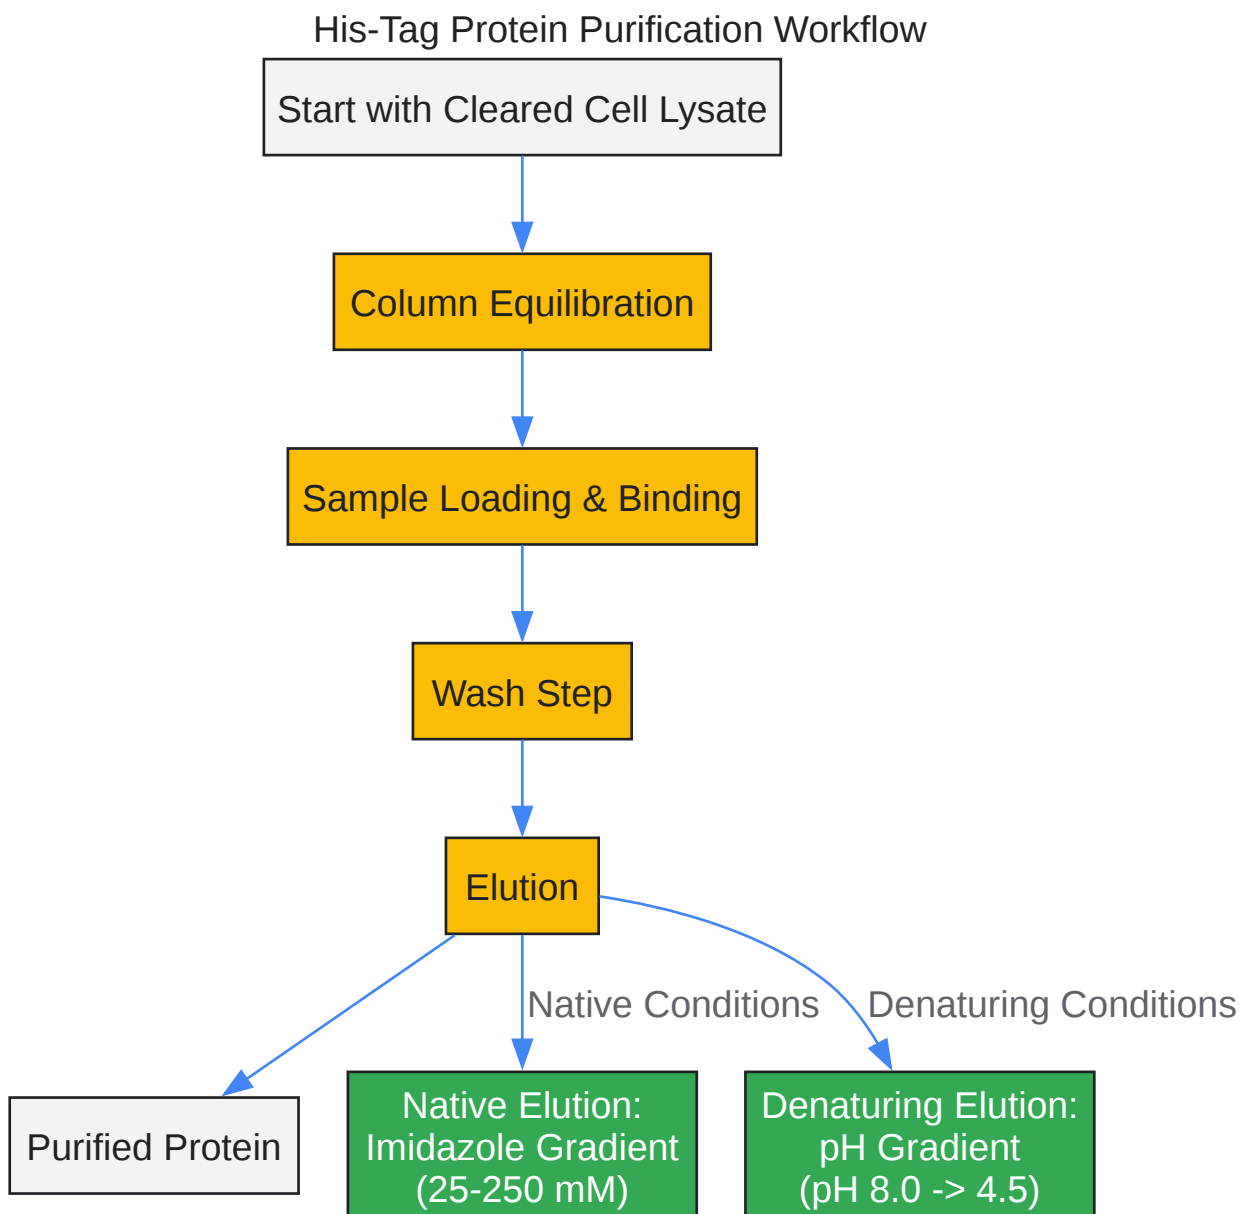 His-Tag Protein Purification Workflow
Start with Cleared Cell Lysate
Column Equilibration
Sample Loading & Binding
Wash Step
Elution
Native Conditions
Denaturing Conditions
Purified Protein
Native Elution:
Imidazole Gradient
(25-250 mM)
Denaturing Elution:
pH Gradient
(pH 8.0 -> 4.5)